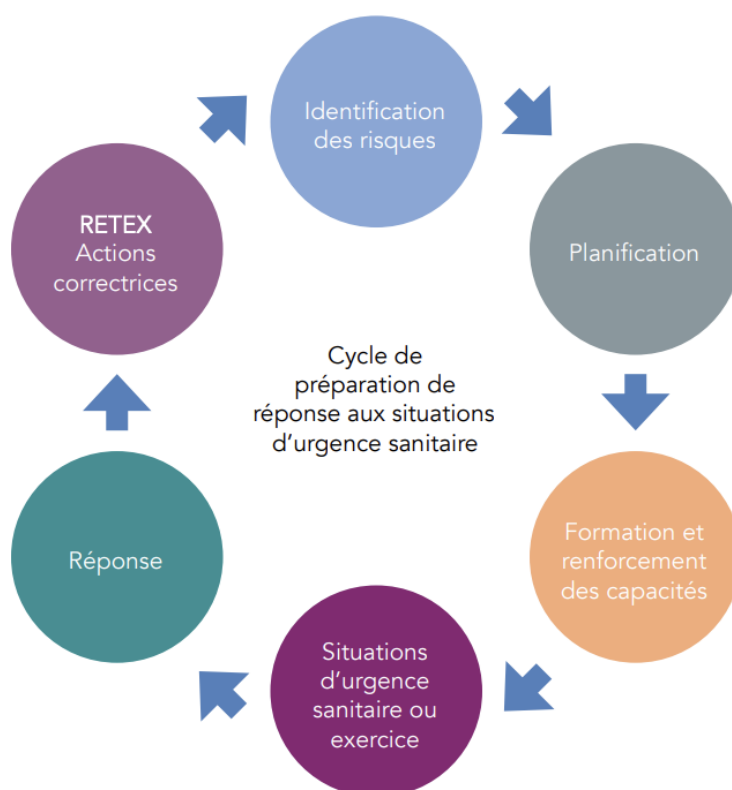 Identification
des risques
Planification
Formation et
renforcement
des capacités
Situations
d'urgence
sanitaire ou
exercice
Réponse
RETEX
Actions
correctrices
Cycle de
préparation de
réponse aux situations
d'urgence sanitaire